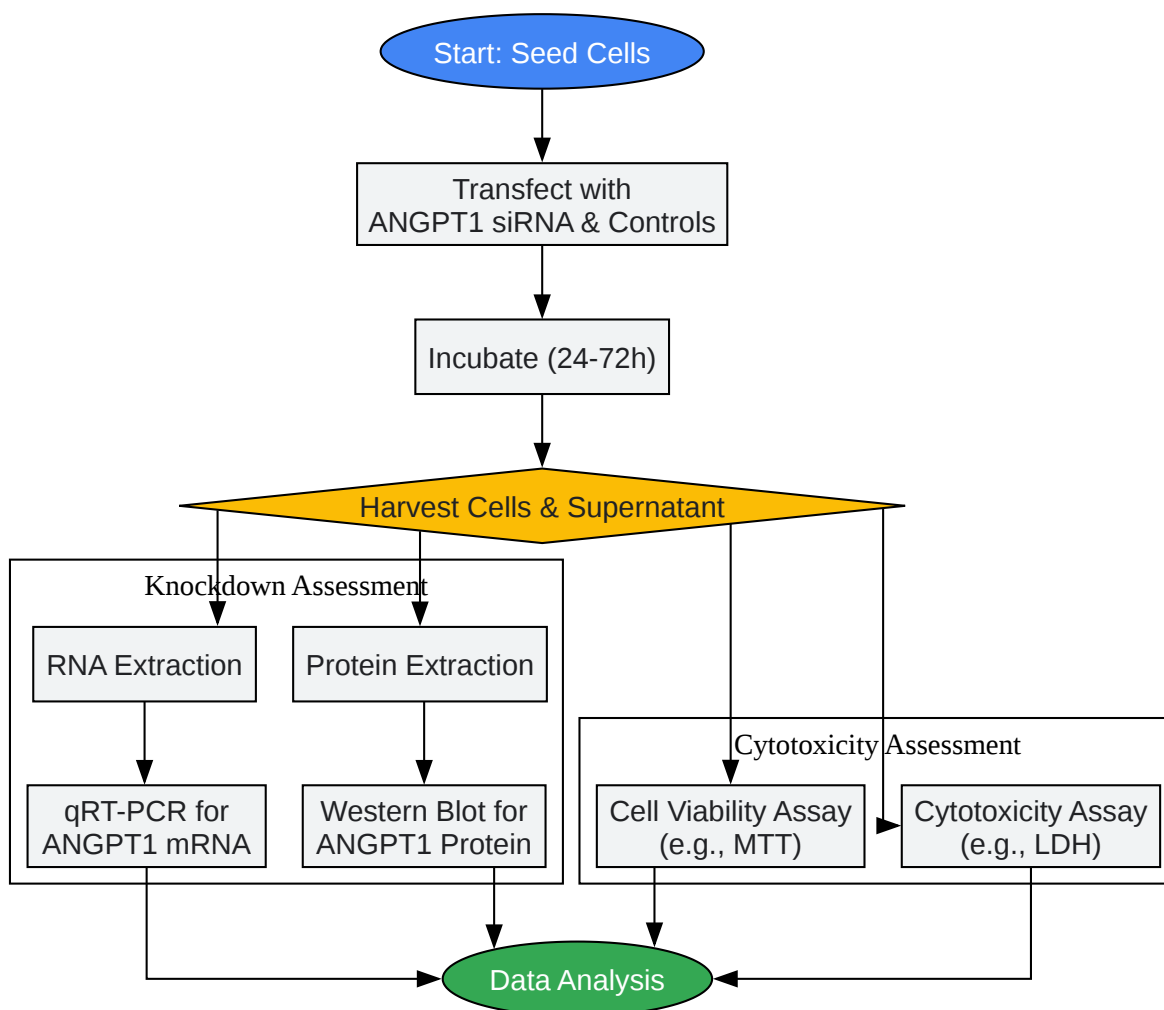 Start: Seed Cells
Transfect with
ANGPT1 siRNA & Controls
Incubate (24-72h)
Harvest Cells & Supernatant
Knockdown Assessment
RNA Extraction
Protein Extraction
qRT-PCR for
ANGPT1 mRNA
Western Blot for
ANGPT1 Protein
Cytotoxicity Assessment
Cell Viability Assay
(e.g., MTT)
Cytotoxicity Assay
(e.g., LDH)
Data Analysis